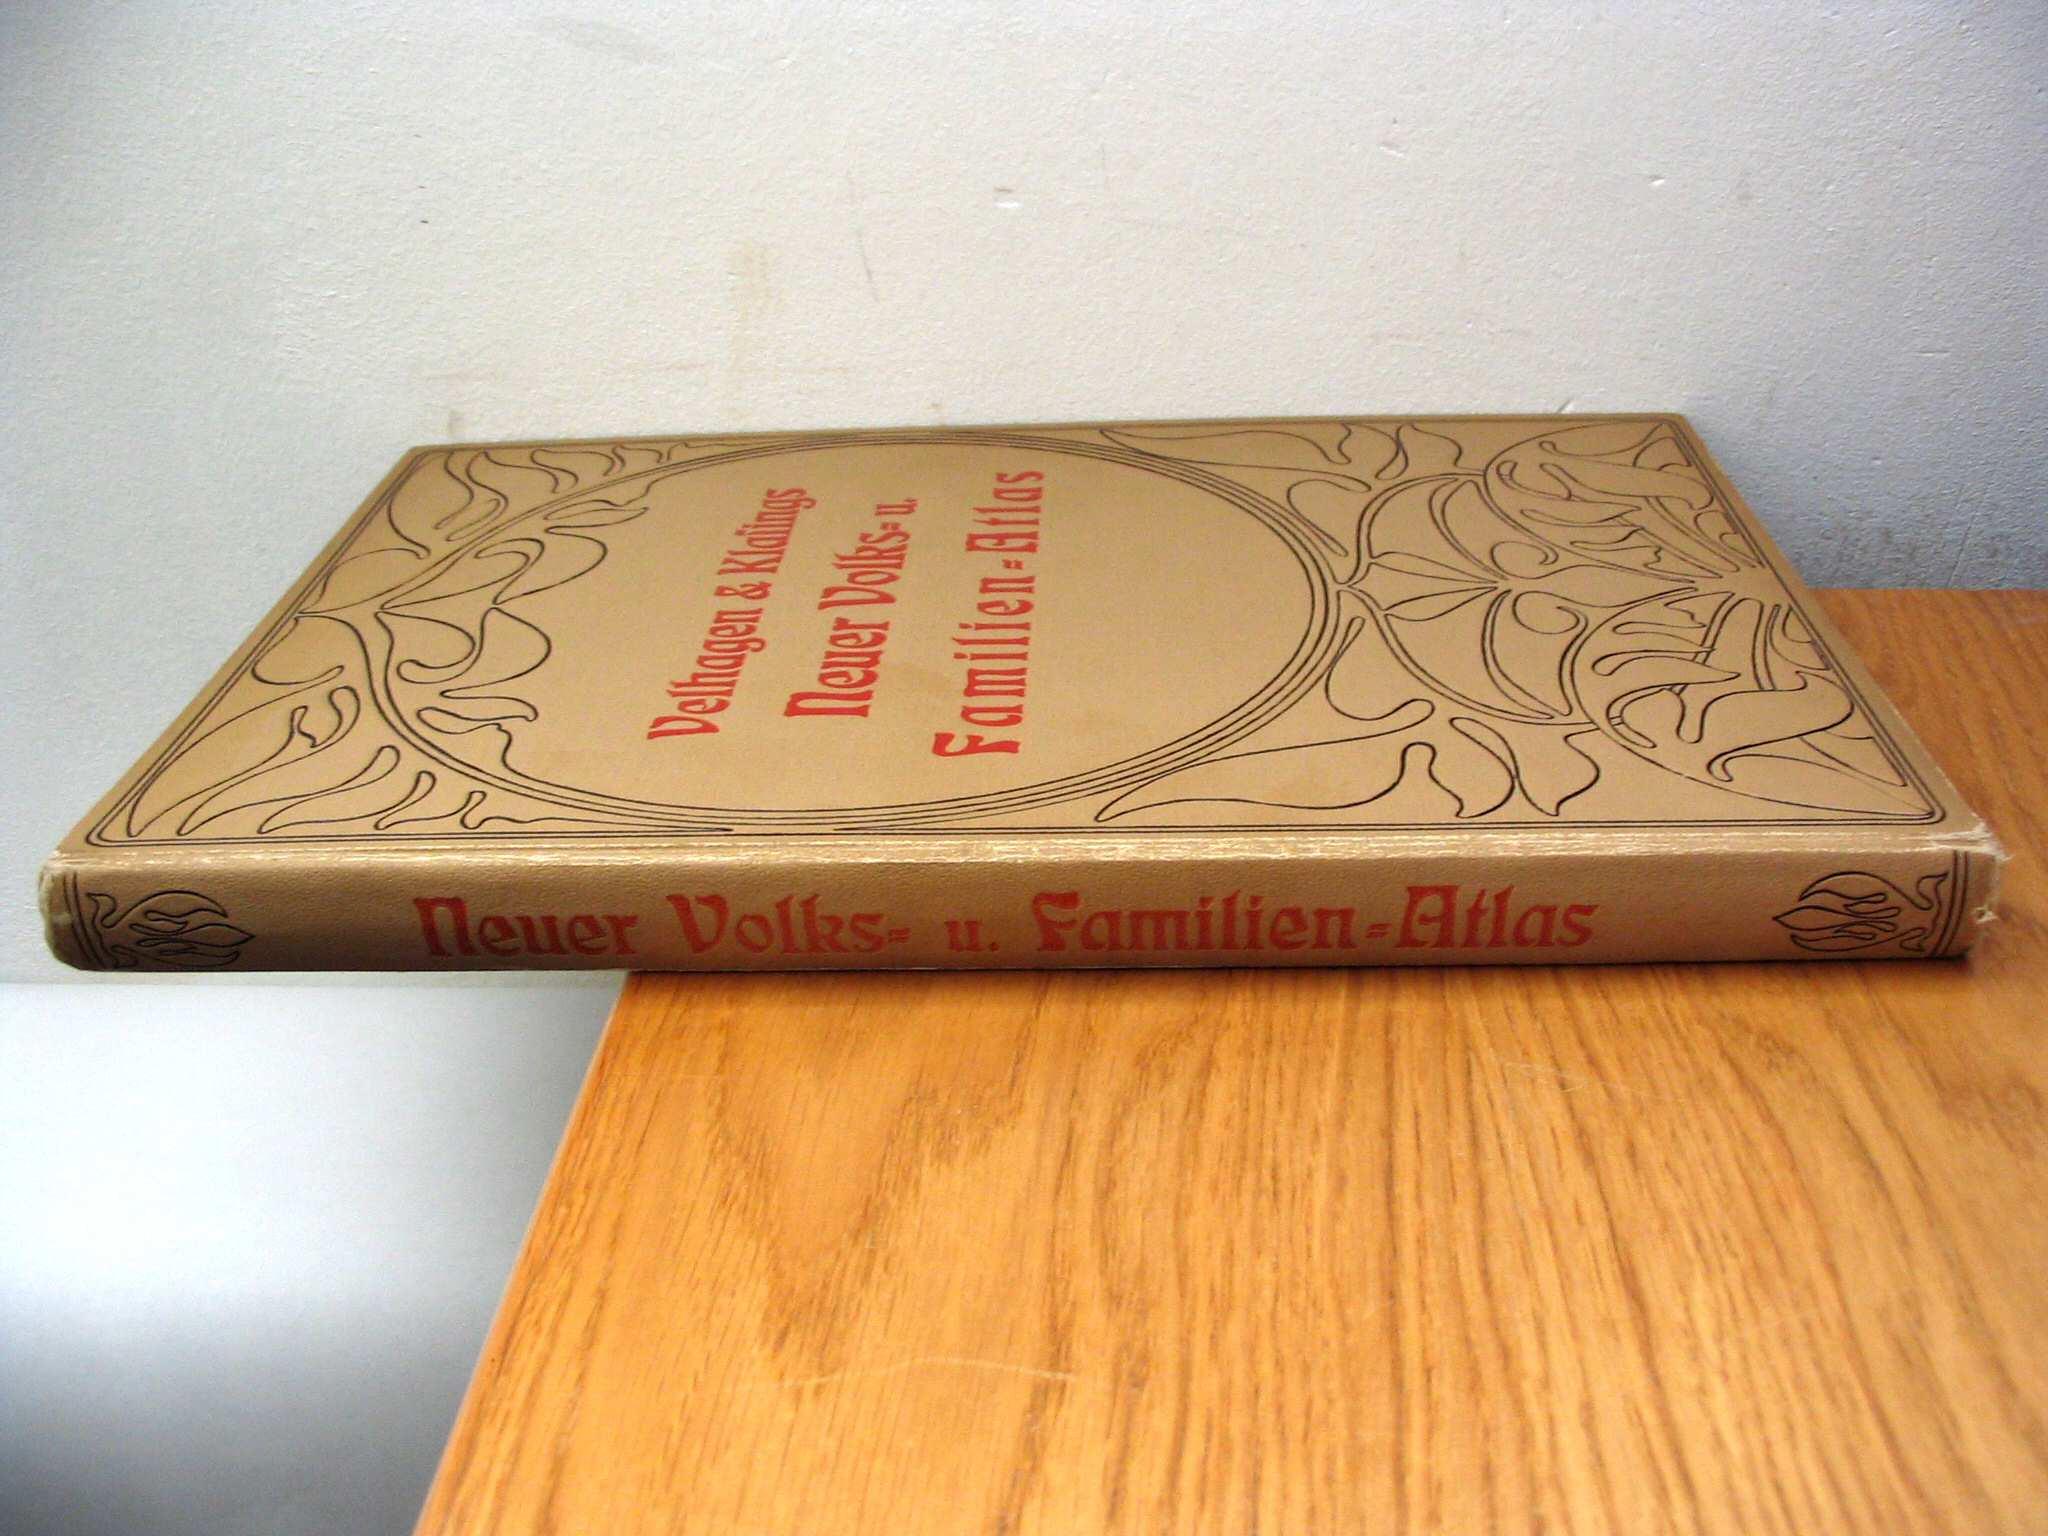 Velhagen & Klasings
Neuer Volks= u.
Familien=Atlas
Neuer Volks= u. Familien=Atlas